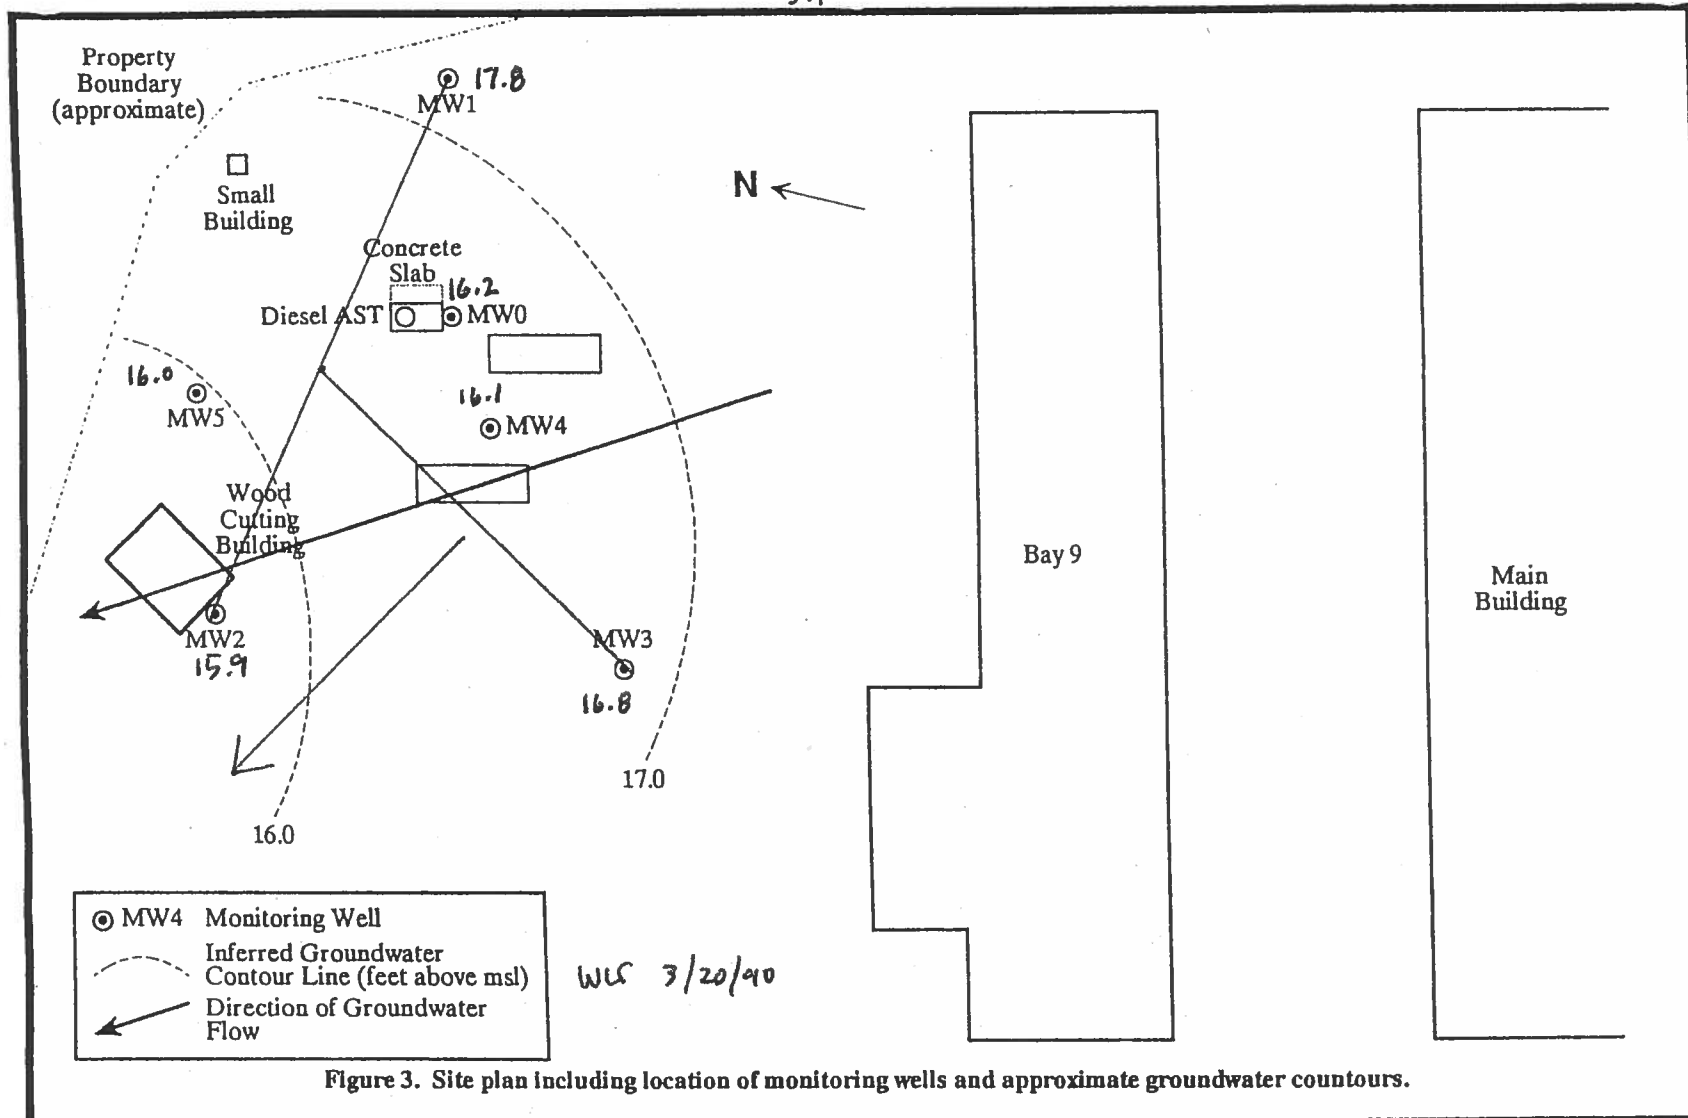 Property
Boundary
(approximate)
17.8
MW1
Small
Building
N
Concrete
Slab
16.2
Diesel AST
MW0
16.0
MW5
16.1
MW4
Wood
Cutting
Building
MW2
15.9
MW3
16.8
17.0
16.0
Bay 9
Main
Building
MW4 Monitoring Well
Inferred Groundwater
Contour Line (feet above msl)
Direction of Groundwater
Flow
3/20/90
Figure 3. Site plan including location of monitoring wells and approximate groundwater countours.